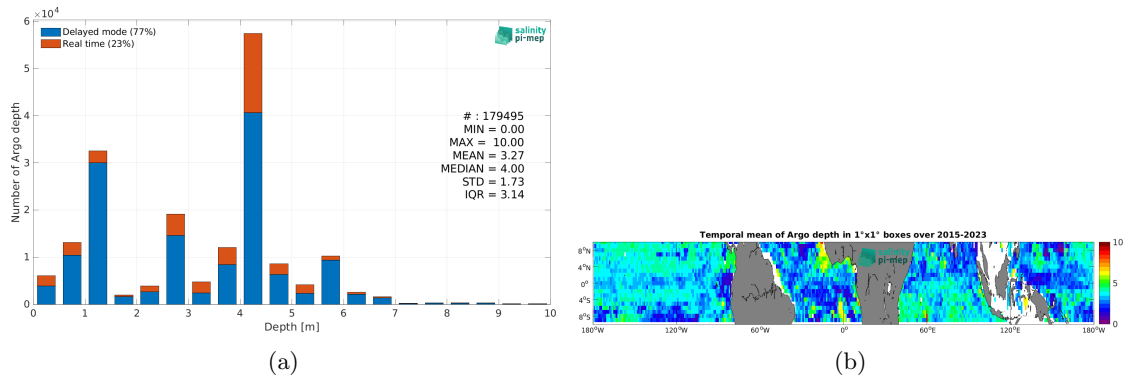 6 ×10⁴
5
4
3
2
1
0
Number of Argo depth
Delayed mode (77%)
Real time (23%)
salinity
pi-mep
# : 179495
MIN = 0.00
MAX = 10.00
MEAN = 3.27
MEDIAN = 4.00
STD = 1.73
IQR = 3.14
0 1 2 3 4 5 6 7 8 9 10
Depth [m]
(a)
Temporal mean of Argo depth in 1°x1° boxes over 2015-2023
salinity
pi-mep
8°N
4°N
0°
4°S
8°S
180°W 120°W 60°W 0° 60°E 120°E 180°W
10
5
0
(b)